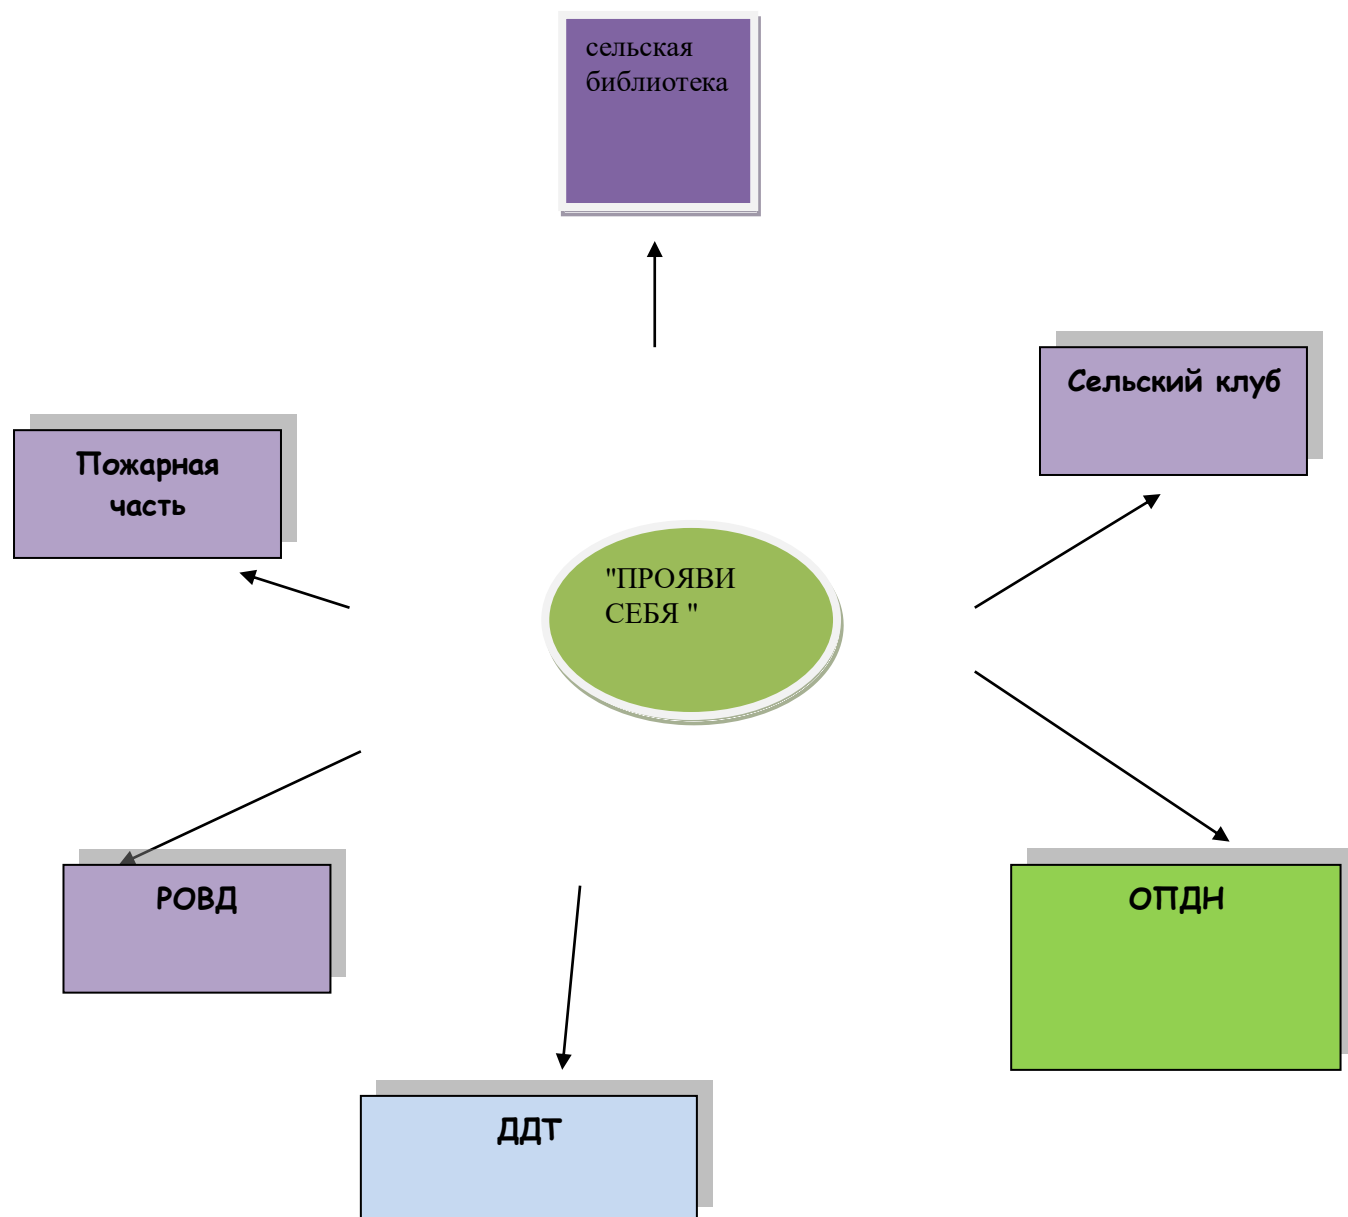 сельская
библиотека
Сельский клуб
Пожарная
часть
"ПРОЯВИ
СЕБЯ "
РОВД
ОПДН
ДДТ